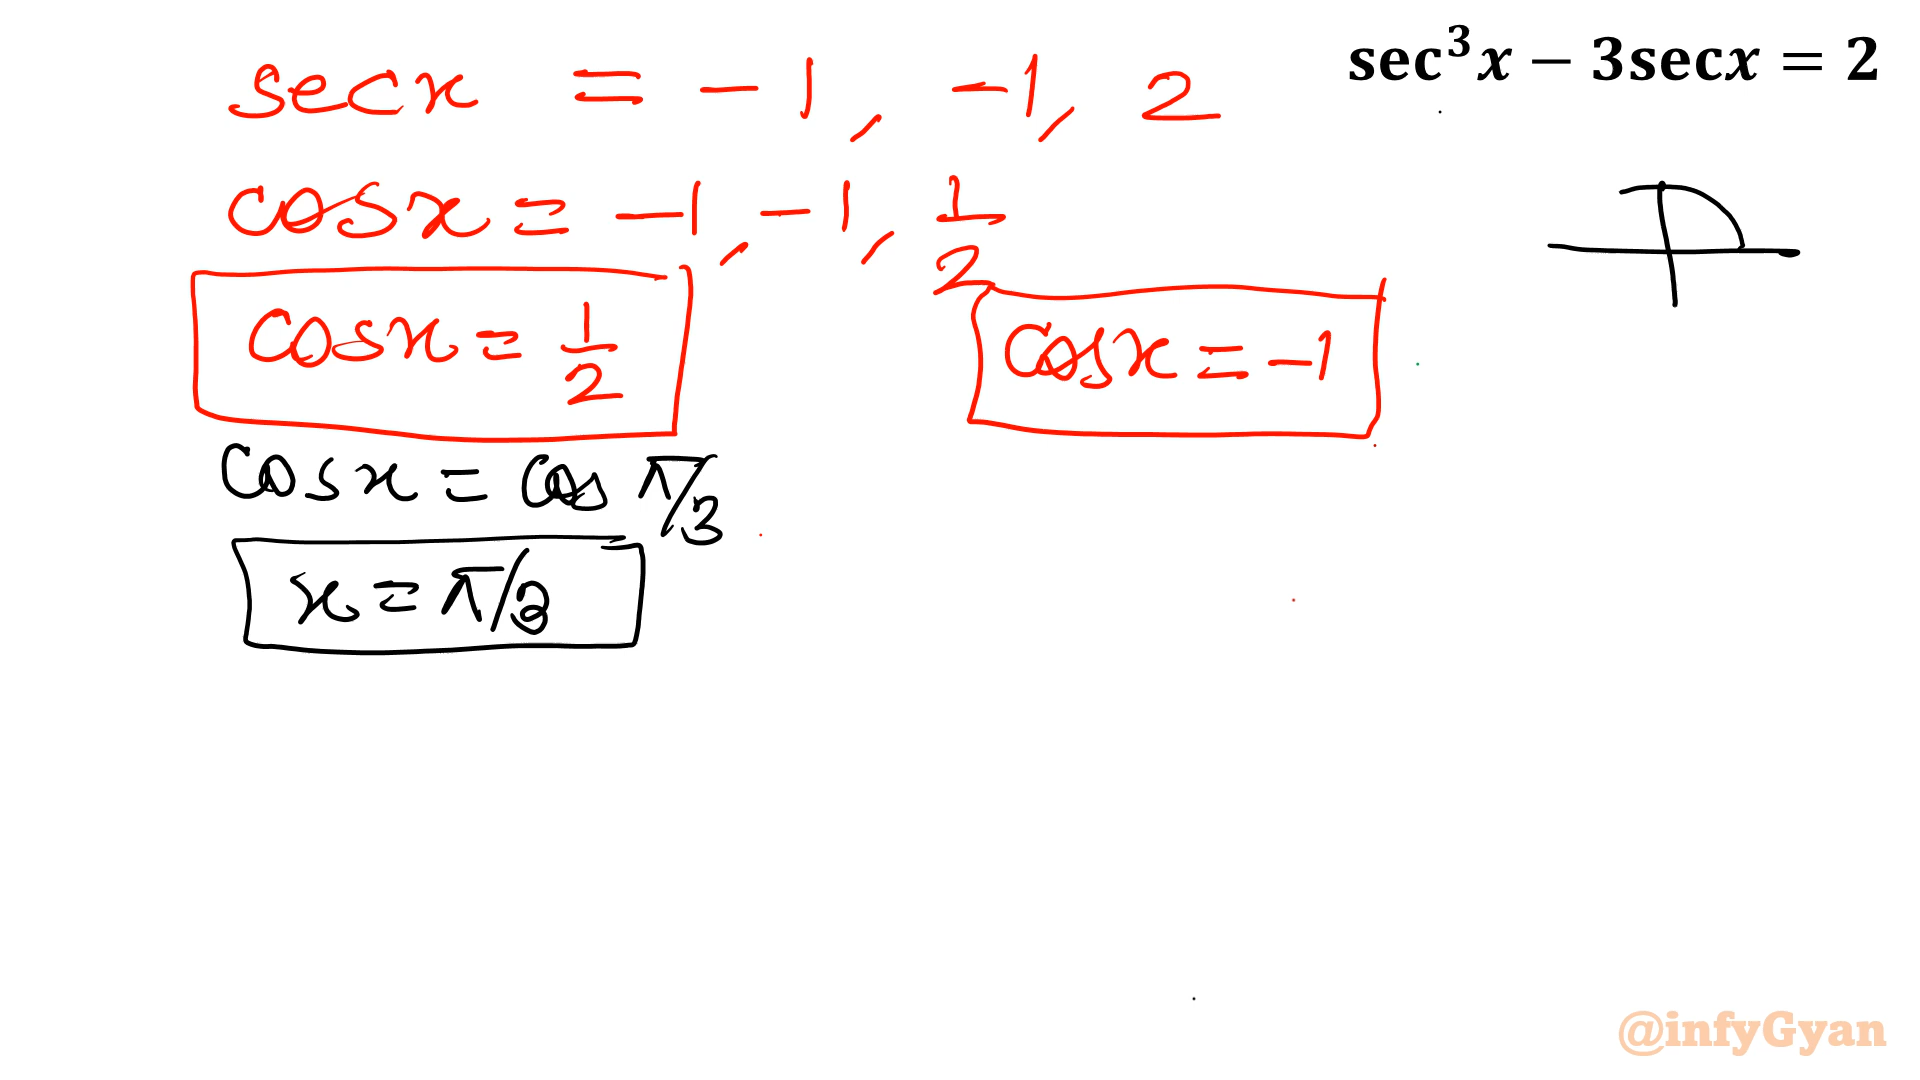 sec³x − 3secx = 2
secx = -1, -1, 2
cosx = -1, -1, 1/2
cosx = 1/2
cosx = -1
cosx = cos π/3
x = π/3
@infyGyan